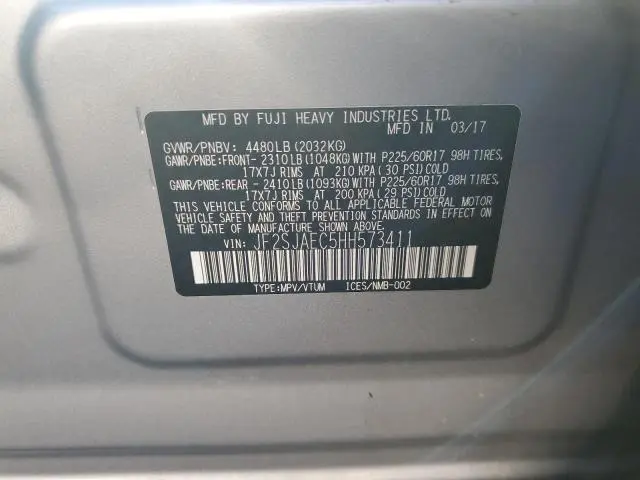 MFD BY FUJI HEAVY INDUSTRIES LTD.
MFD IN 03/17
GVWR/PNBV: 4480LB(2032KG)
GAWR/PNBE:FRONT- 2310LB(1048KG)WITH P225/60R17 98H TIRES,
17X7J RIMS AT 210 KPA(30 PSI)COLD
GAWR/PNBE:REAR - 2410LB(1093KG)WITH P225/60R17 98H TIRES,
17X7J RIMS AT 200 KPA(29 PSI)COLD
THIS VEHICLE CONFORMS TO ALL APPLICABLE FEDERAL MOTOR
VEHICLE SAFETY AND THEFT PREVENTION STANDARDS IN EFFECT ON
THE DATE OF MANUFACTURE SHOWN ABOVE.
VIN: JF2SJAEC5HH573411
TYPE:MPV/VTUM ICES/NMB-002